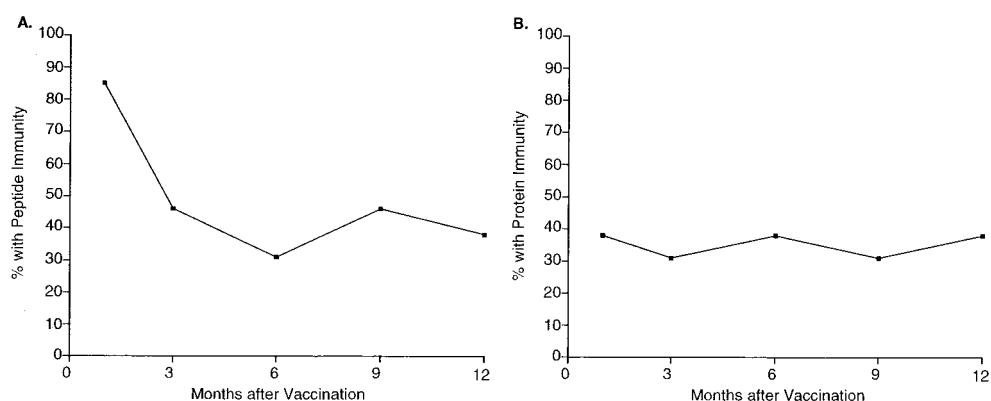 A.
% with Peptide Immunity
100
90
80
70
60
50
40
30
20
10
0
0 3 6 9 12
Months after Vaccination
B.
% with Protein Immunity
100
90
80
70
60
50
40
30
20
10
0
0 3 6 9 12
Months after Vaccination